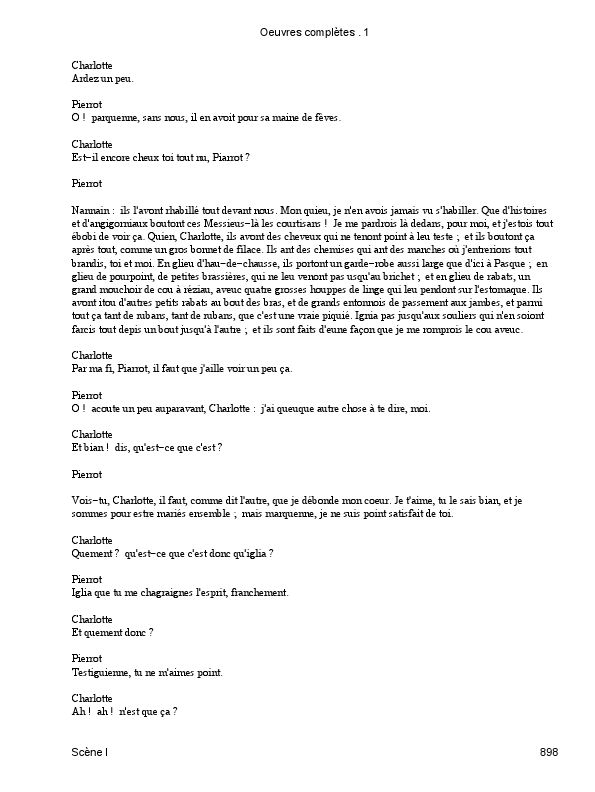 Oeuvres complètes . 1
Charlotte
Ardez un peu.
Pierrot
O ! parquenne, sans nous, il en avoit pour sa maine de fèves.
Charlotte
Est-il encore cheux toi tout nu, Piarrot ?
Pierrot
Nannain : ils l'avont rhabillé tout devant nous. Mon quieu, je n'en avois jamais vu s'habiller. Que d'histoires
et d'angigorniaux boutont ces Messieus-là les courtisans ! Je me pardrois là dedans, pour moi, et j'estois tout
ébobi de voir ça. Quien, Charlotte, ils avont des cheveux qui ne tenont point à leu teste ; et ils boutont ça
après tout, comme un gros bonnet de filace. Ils ant des chemises qui ant des manches où j'entrerions tout
brandis, toi et moi. En glieu d'hau-de-chausse, ils portont un garde-robe aussi large que d'ici à Pasque ; en
glieu de pourpoint, de petites brassières, qui ne leu venont pas usqu'au brichet ; et en glieu de rabats, un
grand mouchoir de cou à réziau, aveuc quatre grosses houppes de linge qui leu pendont sur l'estomaque. Ils
avont itou d'autres petits rabats au bout des bras, et de grands entonnois de passement aux jambes, et parmi
tout ça tant de rubans, tant de rubans, que c'est une vraie piquié. Ignia pas jusqu'aux souliers qui n'en soiont
farcis tout depis un bout jusqu'à l'autre ; et ils sont faits d'eune façon que je me romprois le cou aveuc.
Charlotte
Par ma fi, Piarrot, il faut que j'aille voir un peu ça.
Pierrot
O ! acoute un peu auparavant, Charlotte : j'ai queuque autre chose à te dire, moi.
Charlotte
Et bian ! dis, qu'est-ce que c'est ?
Pierrot
Vois-tu, Charlotte, il faut, comme dit l'autre, que je débonde mon coeur. Je t'aime, tu le sais bian, et je
sommes pour estre mariés ensemble ; mais marquenne, je ne suis point satisfait de toi.
Charlotte
Quement ? qu'est-ce que c'est donc qu'iglia ?
Pierrot
Iglia que tu me chagraignes l'esprit, franchement.
Charlotte
Et quement donc ?
Pierrot
Testiguienne, tu ne m'aimes point.
Charlotte
Ah ! ah ! n'est que ça ?
Scène I 898